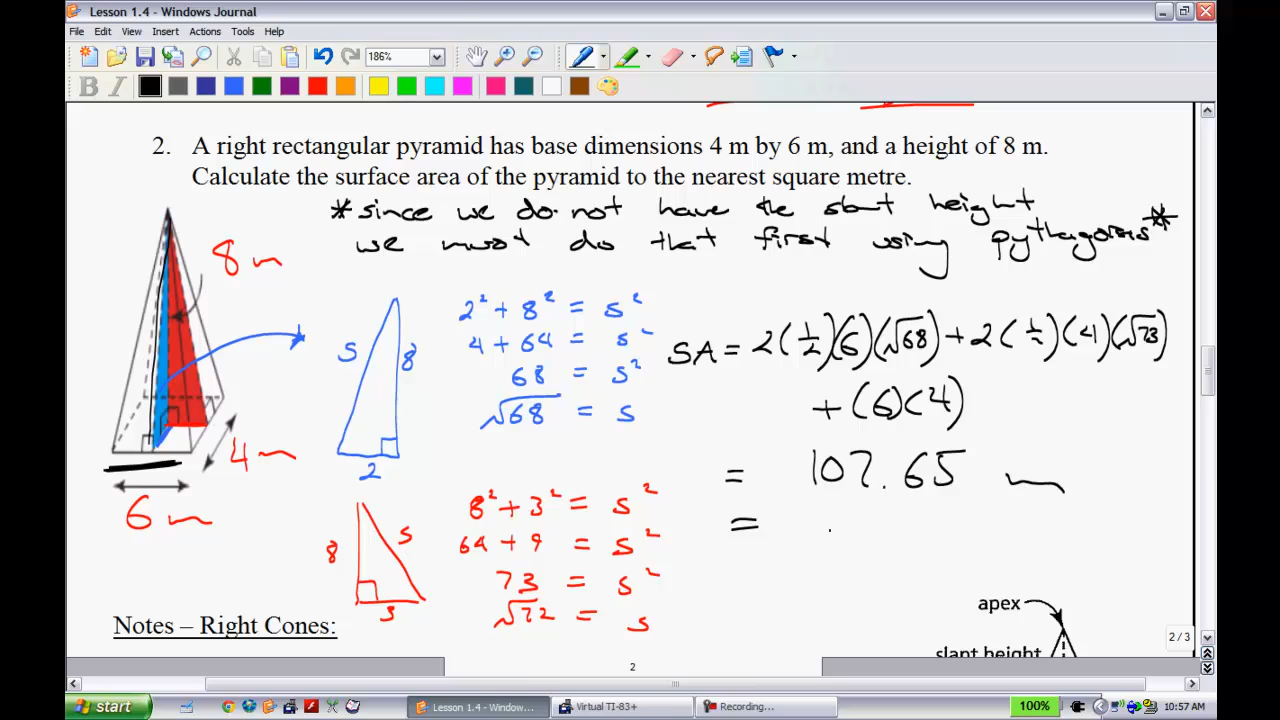 Lesson 1.4 - Windows Journal
File Edit View Insert Actions Tools Help
186%
B I
2. A right rectangular pyramid has base dimensions 4 m by 6 m, and a height of 8 m.
Calculate the surface area of the pyramid to the nearest square metre.
*since we do not have the slant height
we must do that first using pythagoras*
8 m
4 m
6 m
s
8
2
2² + 8² = s²
4 + 64 = s²
68 = s²
√68 = s
8
s
3
8² + 3² = s²
64 + 9 = s²
73 = s²
√73 = s
SA = 2(½)(6)(√68) + 2(½)(4)(√73)
+ (6)(4)
= 107.65 m
=
Notes – Right Cones:
apex
slant height
2
2 / 3
start
Lesson 1.4 - Window...
Virtual TI-83+
Recording...
100%
10:57 AM